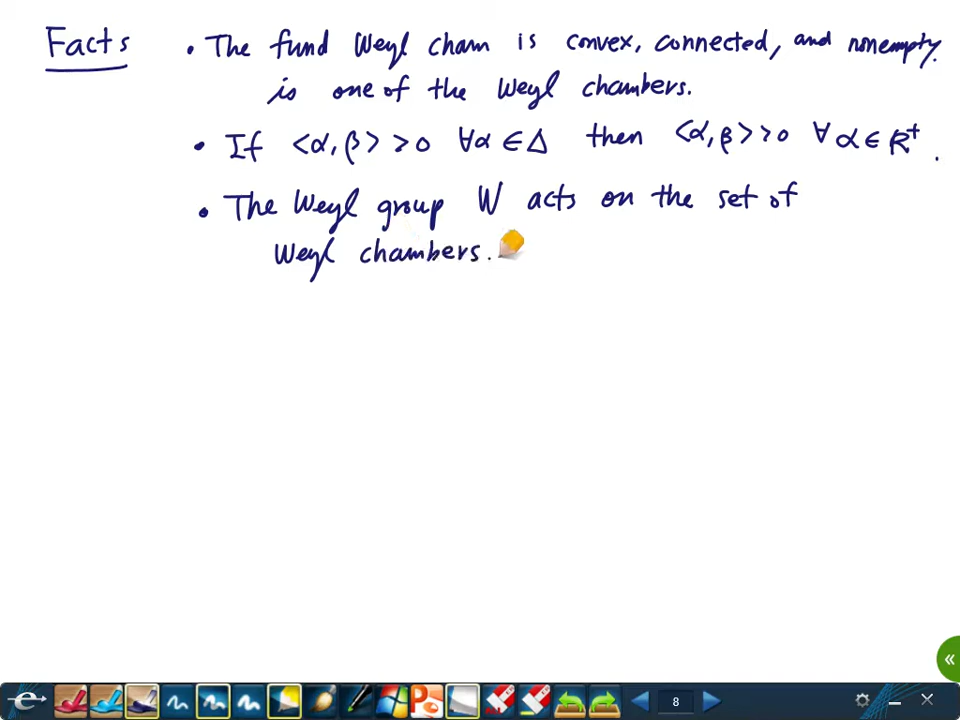 Facts • The fund Weyl cham is convex, connected, and nonempty.
is one of the Weyl chambers.
• If <α, β> > 0 ∀α ∈ Δ then <α, β> > 0 ∀ α ∈ R⁺.
• The Weyl group W acts on the set of
Weyl chambers.
8